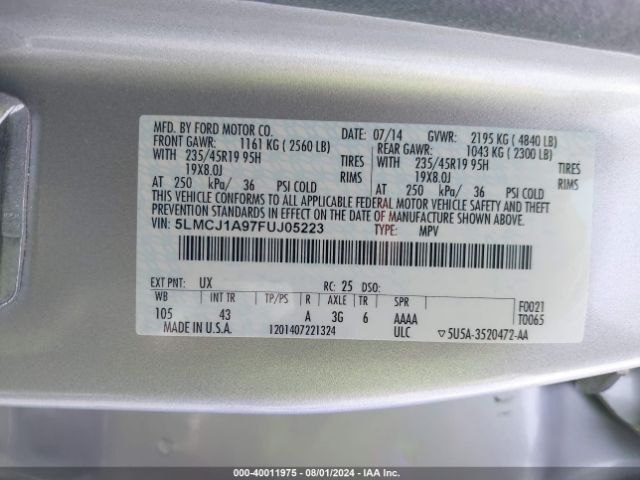 MFD. BY FORD MOTOR CO.
DATE: 07/14 GVWR: 2195 KG ( 4840 LB)
FRONT GAWR: 1161 KG ( 2560 LB) REAR GAWR: 1043 KG ( 2300 LB)
WITH 235/45R19 95H TIRES WITH 235/45R19 95H TIRES
19X8.0J RIMS 19X8.0J RIMS
AT 250 kPa/ 36 PSI COLD AT 250 kPa/ 36 PSI COLD
THIS VEHICLE CONFORMS TO ALL APPLICABLE FEDERAL MOTOR VEHICLE SAFETY AND THEFT
PREVENTION STANDARDS IN EFFECT ON THE DATE OF MANUFACTURE SHOWN ABOVE.
VIN: 5LMCJ1A97FUJ05223 TYPE: MPV
EXT PNT: UX RC: 25 DSO:
WB INT TR TP/PS R AXLE TR SPR F0021
105 43 A 3G 6 AAAA T0065
MADE IN U.S.A. 1201407221324 ULC ▽5U5A-3520472-AA
000-40011975 - 08/01/2024 - IAA Inc.